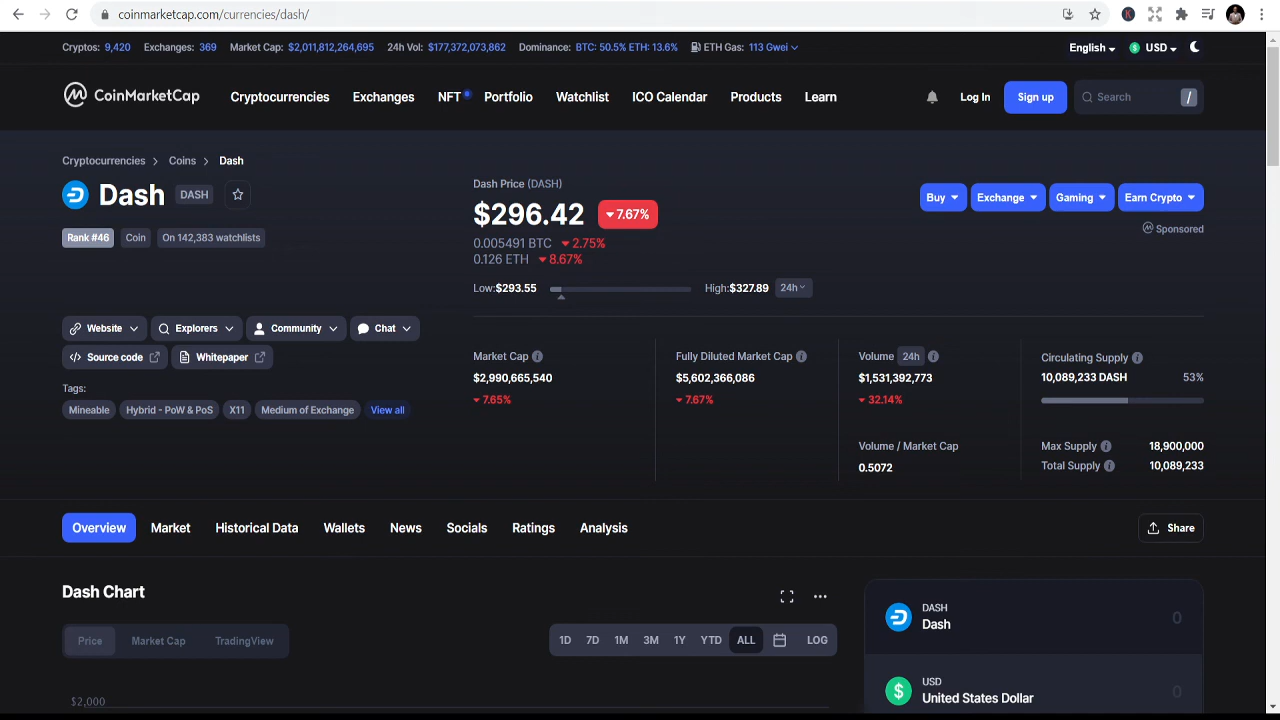 coinmarketcap.com/currencies/dash/
K
Cryptos: 9,420 Exchanges: 369 Market Cap: $2,011,812,264,695 24h Vol: $177,372,073,862 Dominance: BTC: 50.5% ETH: 13.6% ETH Gas: 113 Gwei English USD
CoinMarketCap Cryptocurrencies Exchanges NFT Portfolio Watchlist ICO Calendar Products Learn Log In Sign up Search /
Cryptocurrencies > Coins > Dash
Dash DASH
Rank #46 Coin On 142,383 watchlists
Dash Price (DASH)
$296.42 7.67%
0.005491 BTC 2.75%
0.126 ETH 8.67%
Low:$293.55 High:$327.89 24h
Buy Exchange Gaming Earn Crypto
Sponsored
Website Explorers Community Chat
Source code Whitepaper
Tags:
Mineable Hybrid - PoW & PoS X11 Medium of Exchange View all
Market Cap
$2,990,665,540
7.65%
Fully Diluted Market Cap
$5,602,366,086
7.67%
Volume 24h
$1,531,392,773
32.14%
Volume / Market Cap
0.5072
Circulating Supply
10,089,233 DASH 53%
Max Supply 18,900,000
Total Supply 10,089,233
Overview Market Historical Data Wallets News Socials Ratings Analysis Share
Dash Chart
Price Market Cap TradingView 1D 7D 1M 3M 1Y YTD ALL LOG
$2,000
DASH
Dash 0
USD
United States Dollar 0